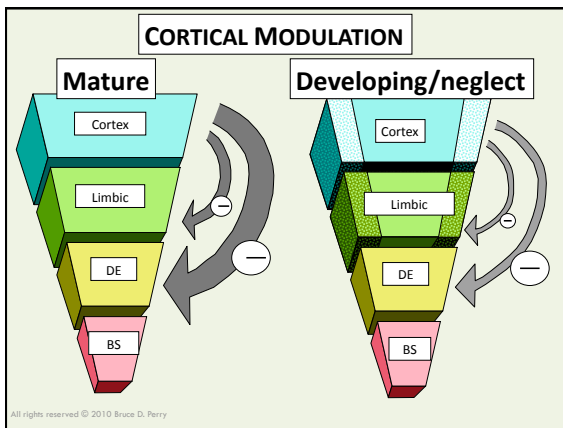 CORTICAL MODULATION
Mature
Developing/neglect
Cortex
Limbic
DE
BS
—
—
Cortex
Limbic
DE
BS
—
—
All rights reserved © 2010 Bruce D. Perry